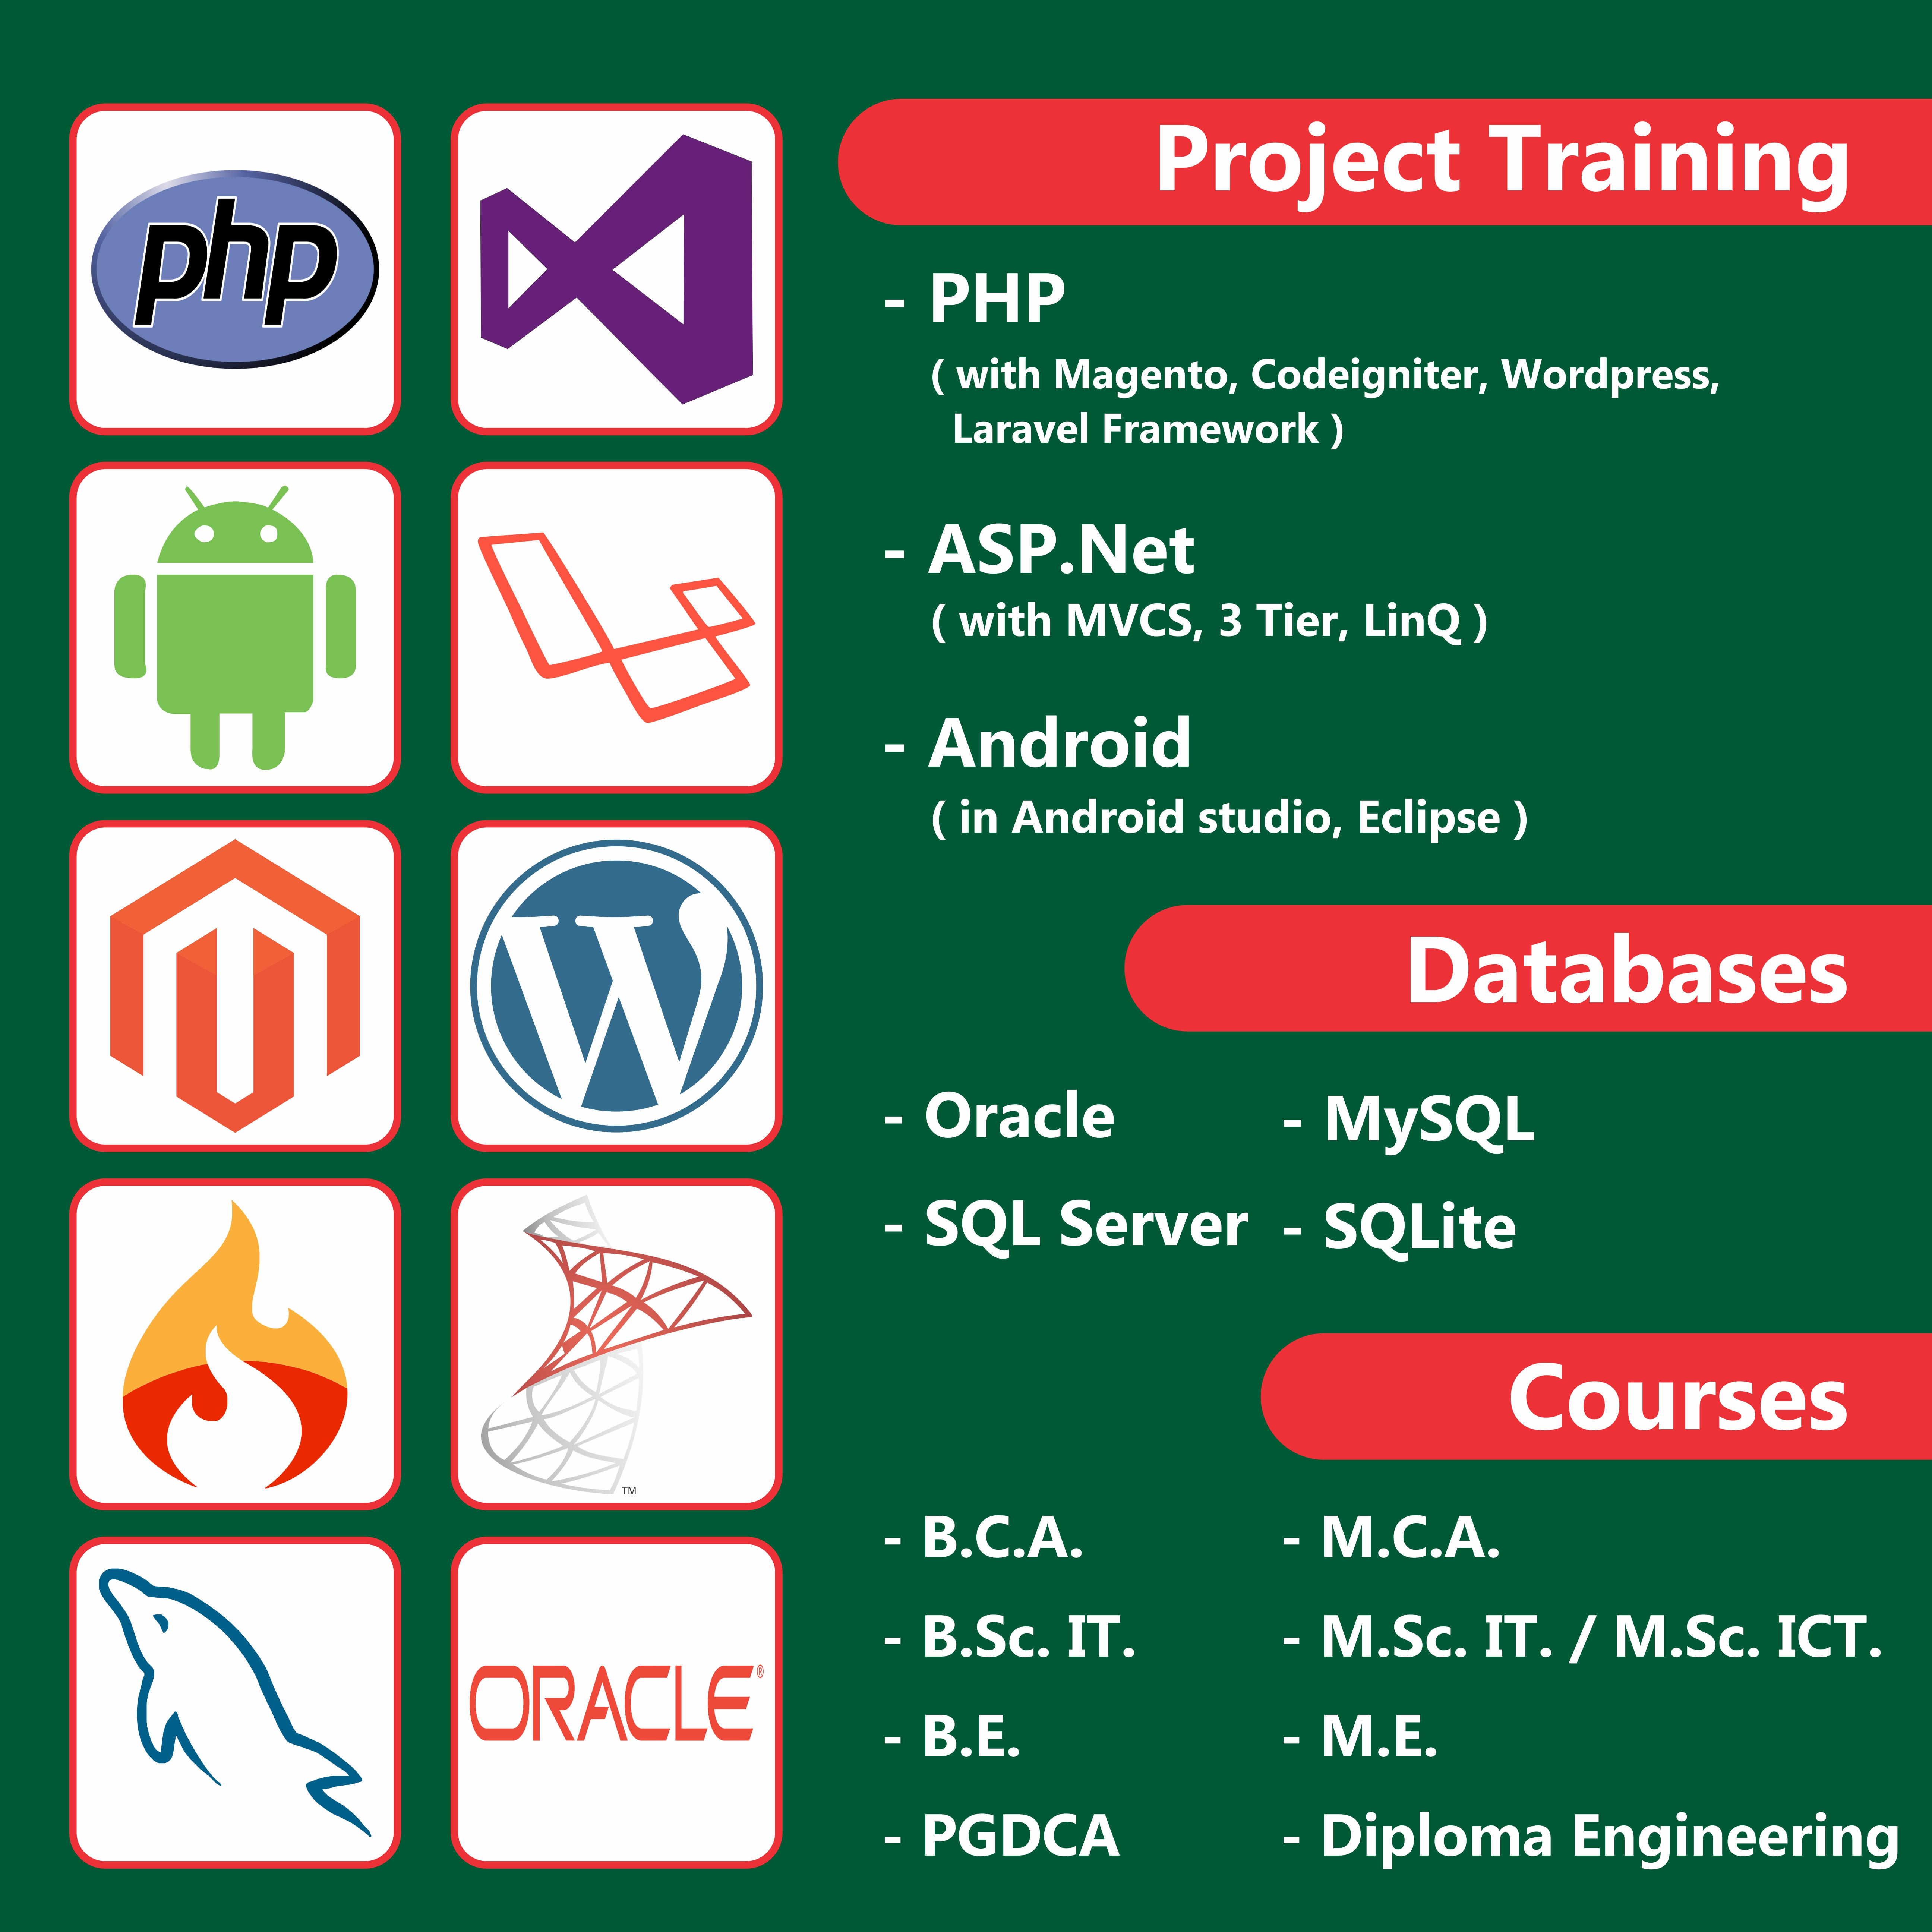 php
TM
ORACLE®
Project Training
- PHP
( with Magento, Codeigniter, Wordpress,
Laravel Framework )
- ASP.Net
( with MVCS, 3 Tier, LinQ )
- Android
( in Android studio, Eclipse )
Databases
- Oracle - MySQL
- SQL Server - SQLite
Courses
- B.C.A. - M.C.A.
- B.Sc. IT. - M.Sc. IT. / M.Sc. ICT.
- B.E. - M.E.
- PGDCA - Diploma Engineering